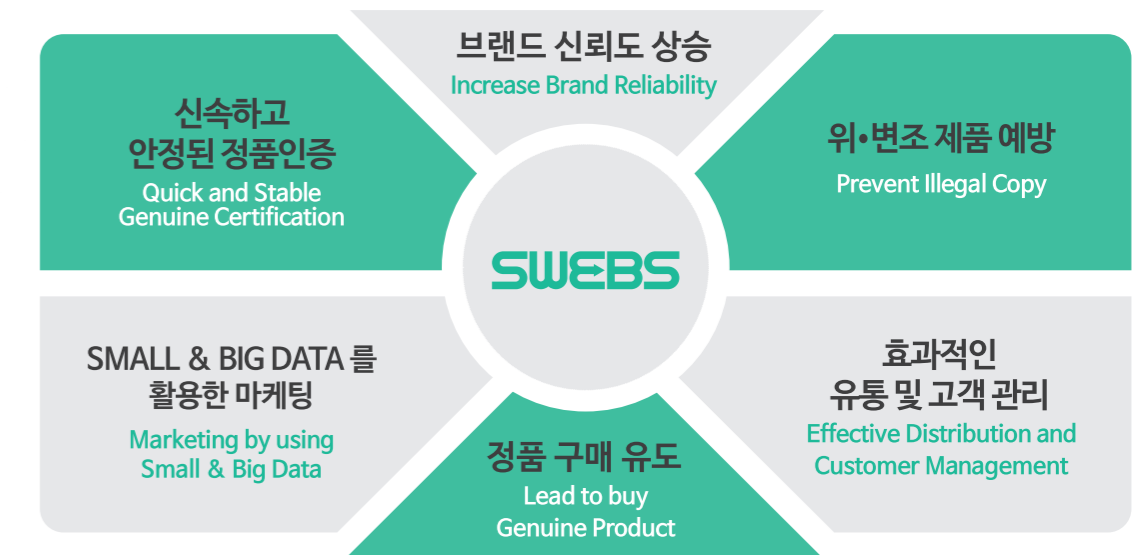 브랜드 신뢰도 상승
Increase Brand Reliability
신속하고
안정된 정품인증
Quick and Stable
Genuine Certification
위•변조 제품 예방
Prevent Illegal Copy
SWEBS
SMALL & BIG DATA 를
활용한 마케팅
Marketing by using
Small & Big Data
정품 구매 유도
Lead to buy
Genuine Product
효과적인
유통 및 고객 관리
Effective Distribution and
Customer Management